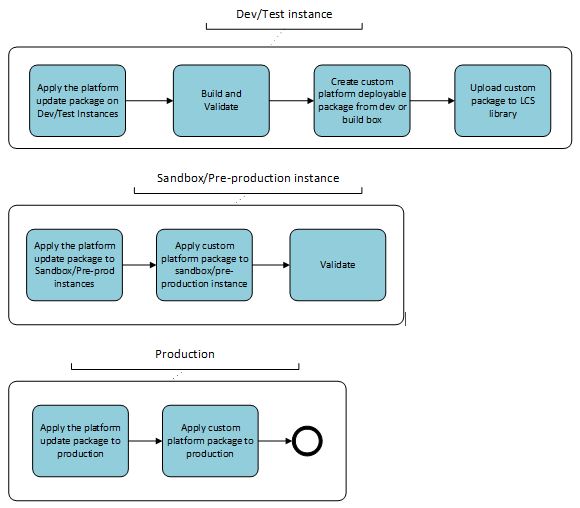 Dev/Test instance
Apply the platform
update package on
Dev/Test Instances
Build and
Validate
Create custom
platform deployable
package from dev or
build box
Upload custom
package to LCS
library
Sandbox/Pre-production instance
Apply the platform
update package to
Sandbox/Pre-prod
instances
Apply custom
platform package to
sandbox/pre-
production instance
Validate
Production
Apply the platform
update package to
production
Apply custom
platform package to
production